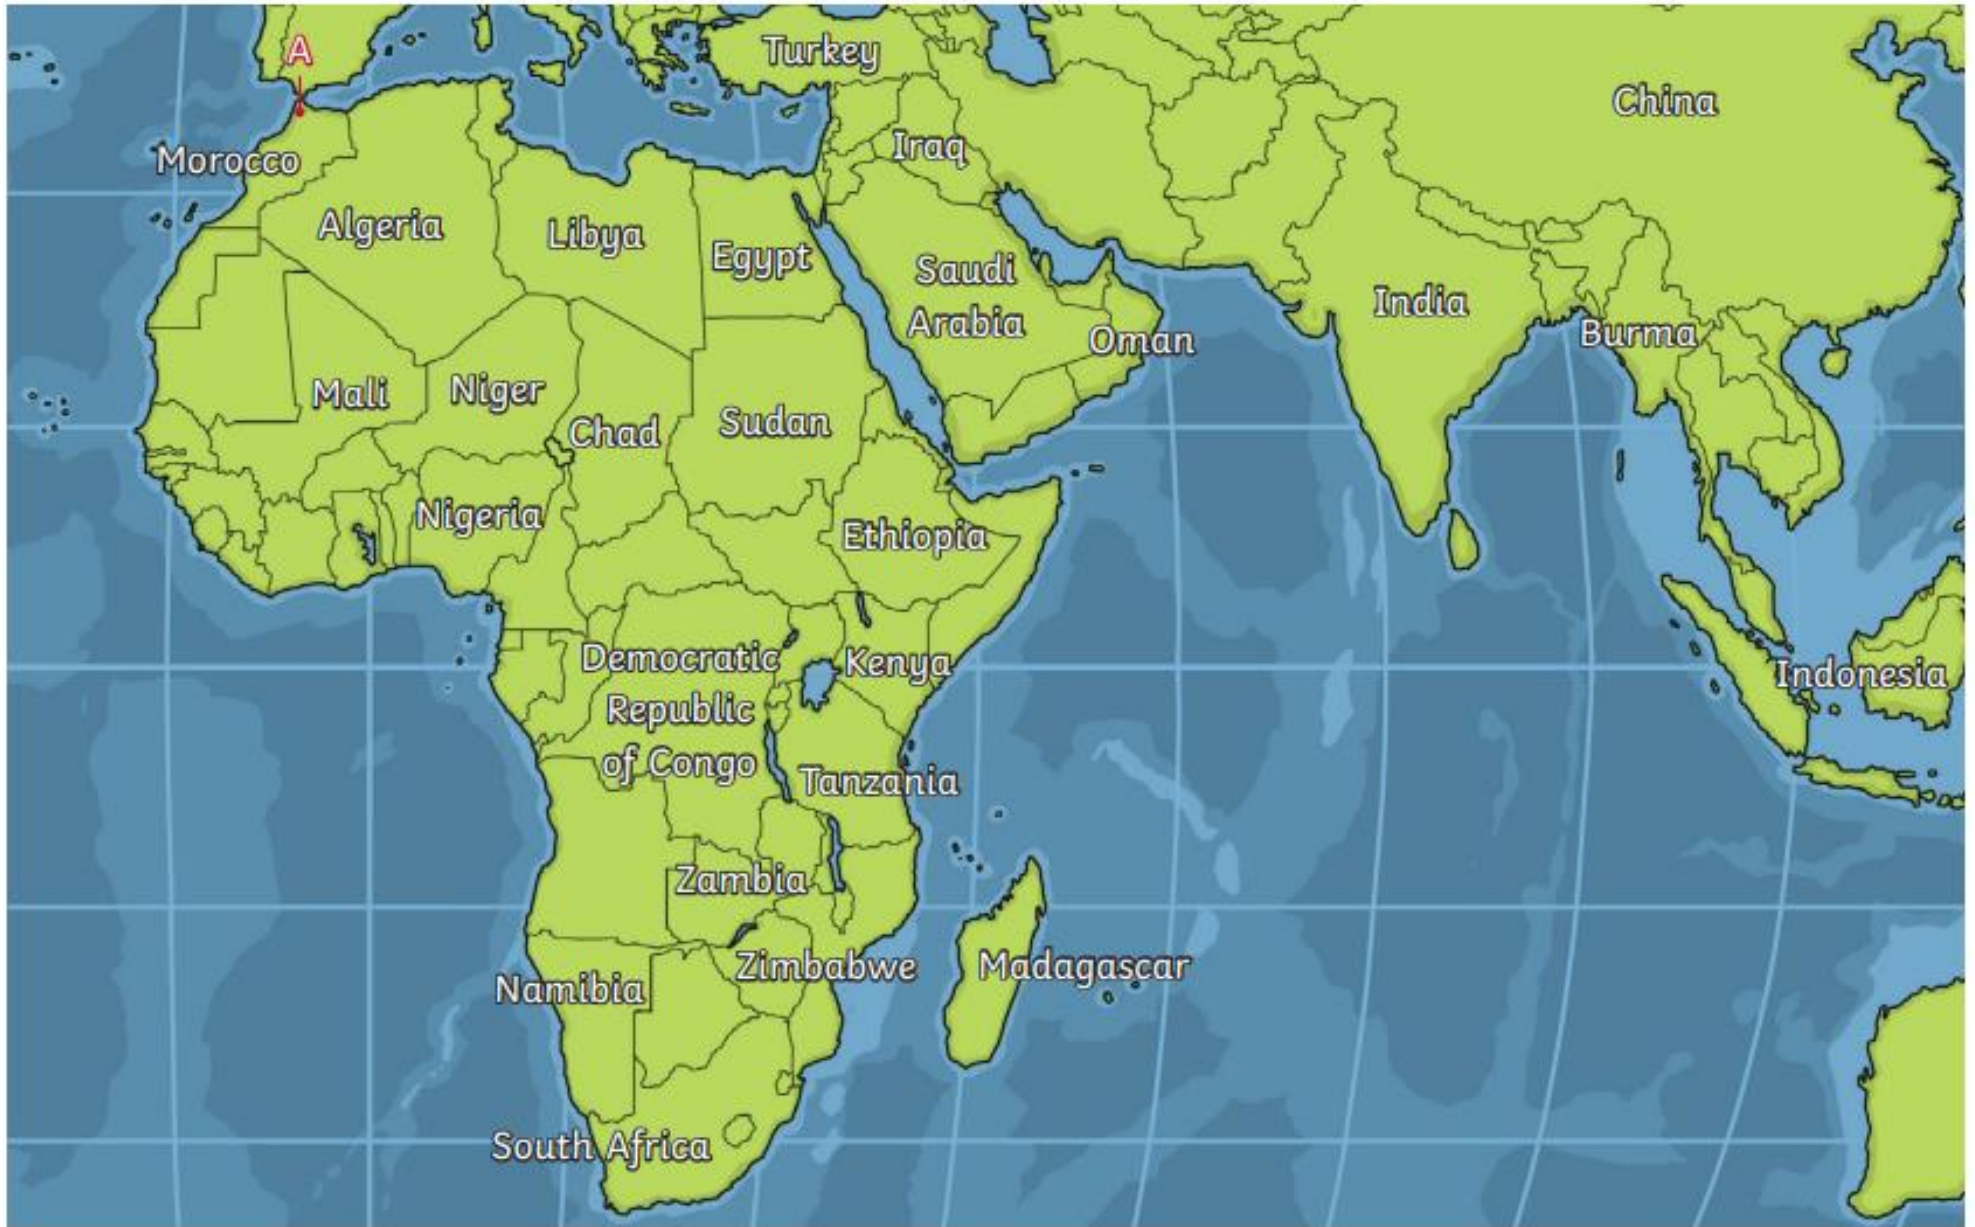 A
Turkey
China
Iraq
Morocco
Algeria
Libya
Egypt
Saudi
Arabia
India
Oman
Burma
Mali
Niger
Chad
Sudan
Nigeria
Ethiopia
Democratic
Republic
of Congo
Kenya
Indonesia
Tanzania
Zambia
Zimbabwe
Madagascar
Namibia
South Africa